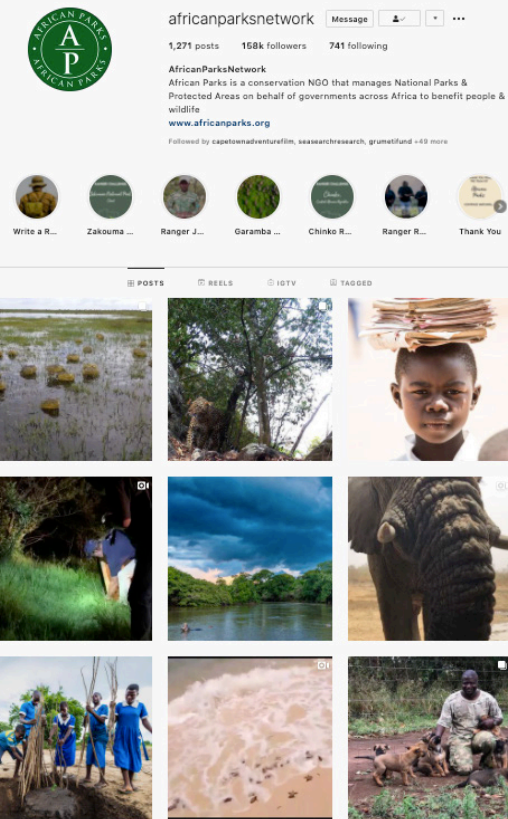 AFRICAN PARKS
A
P
AFRICAN PARKS
africanparksnetwork
Message
1,271 posts 158k followers 741 following
AfricanParksNetwork
African Parks is a conservation NGO that manages National Parks &
Protected Areas on behalf of governments across Africa to benefit people &
wildlife
www.africanparks.org
Followed by capetownadventurefilm, seasearchresearch, grumetifund +49 more
Write a R... Zakouma ... Ranger J... Garamba ... Chinko R... Ranger R... Thank You
POSTS REELS IGTV TAGGED